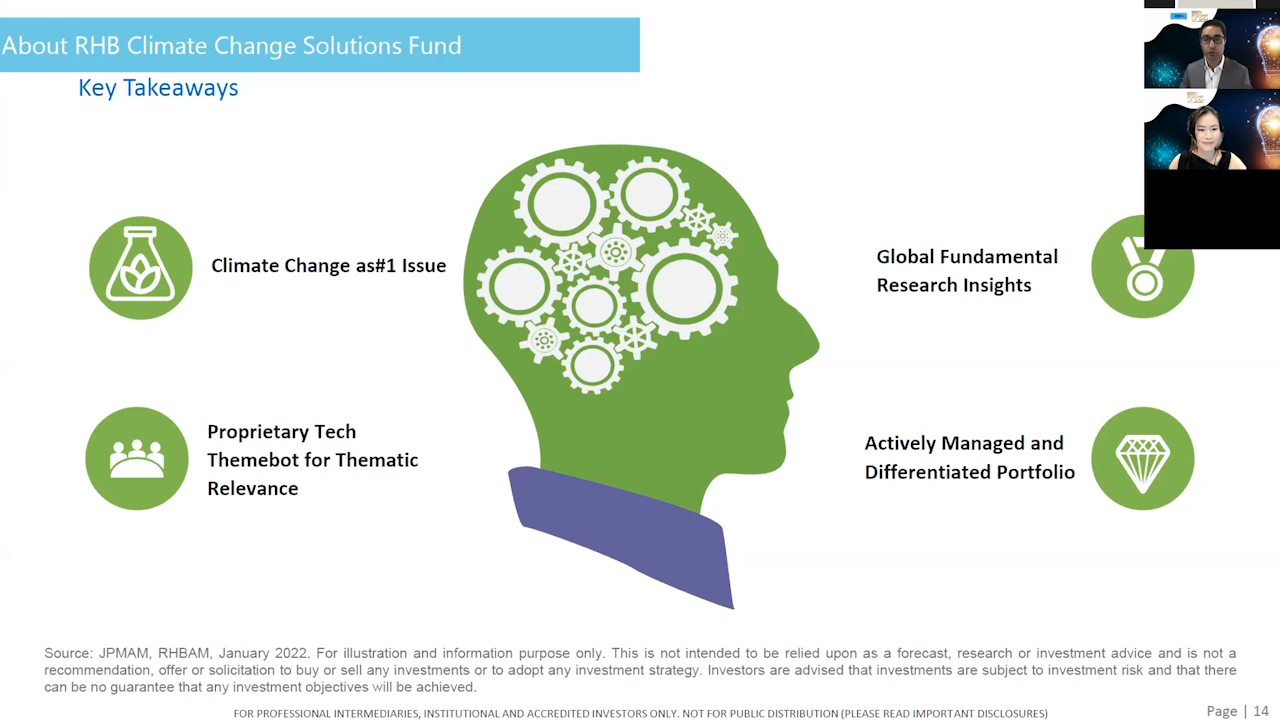 About RHB Climate Change Solutions Fund
Key Takeaways
Climate Change as#1 Issue
Global Fundamental
Research Insights
Proprietary Tech
Themebot for Thematic
Relevance
Actively Managed and
Differentiated Portfolio
Source: JPMAM, RHBAM, January 2022. For illustration and information purpose only. This is not intended to be relied upon as a forecast, research or investment advice and is not a
recommendation, offer or solicitation to buy or sell any investments or to adopt any investment strategy. Investors are advised that investments are subject to investment risk and that there
can be no guarantee that any investment objectives will be achieved.
FOR PROFESSIONAL INTERMEDIARIES, INSTITUTIONAL AND ACCREDITED INVESTORS ONLY. NOT FOR PUBLIC DISTRIBUTION (PLEASE READ IMPORTANT DISCLOSURES)
Page | 14